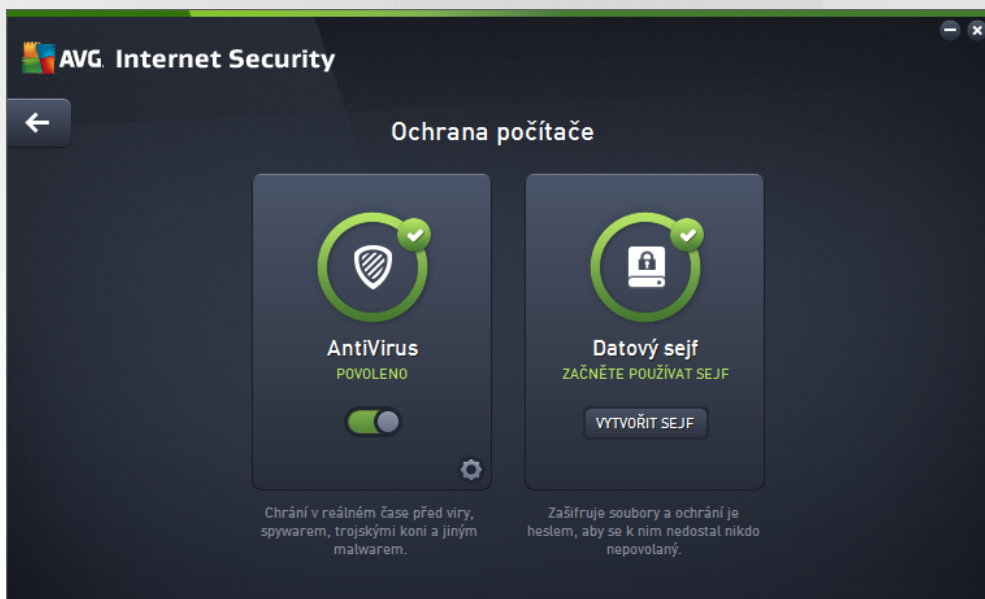 AVG. Internet Security
Ochrana počítače
AntiVirus
POVOLENO
Chrání v reálném čase před viry,
spywarem, trojskými koni a jiným
malwarem.
Datový sejf
ZAČNĚTE POUŽÍVAT SEJF
VYTVOŘIT SEJF
Zašifruje soubory a ochrání je
heslem, aby se k nim nedostal nikdo
nepovolaný.